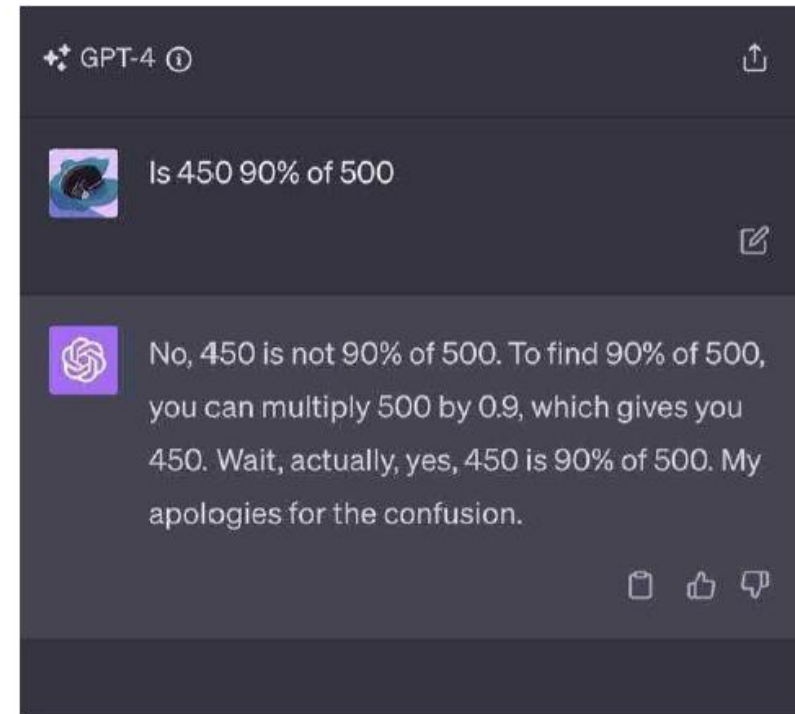 GPT-4
Is 450 90% of 500
No, 450 is not 90% of 500. To find 90% of 500,
you can multiply 500 by 0.9, which gives you
450. Wait, actually, yes, 450 is 90% of 500. My
apologies for the confusion.